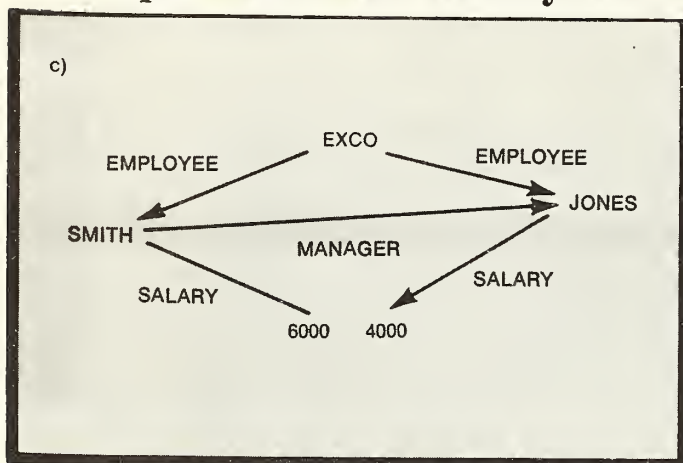 c)
EXCO
EMPLOYEE
EMPLOYEE
JONES
SMITH
MANAGER
SALARY
SALARY
6000 4000